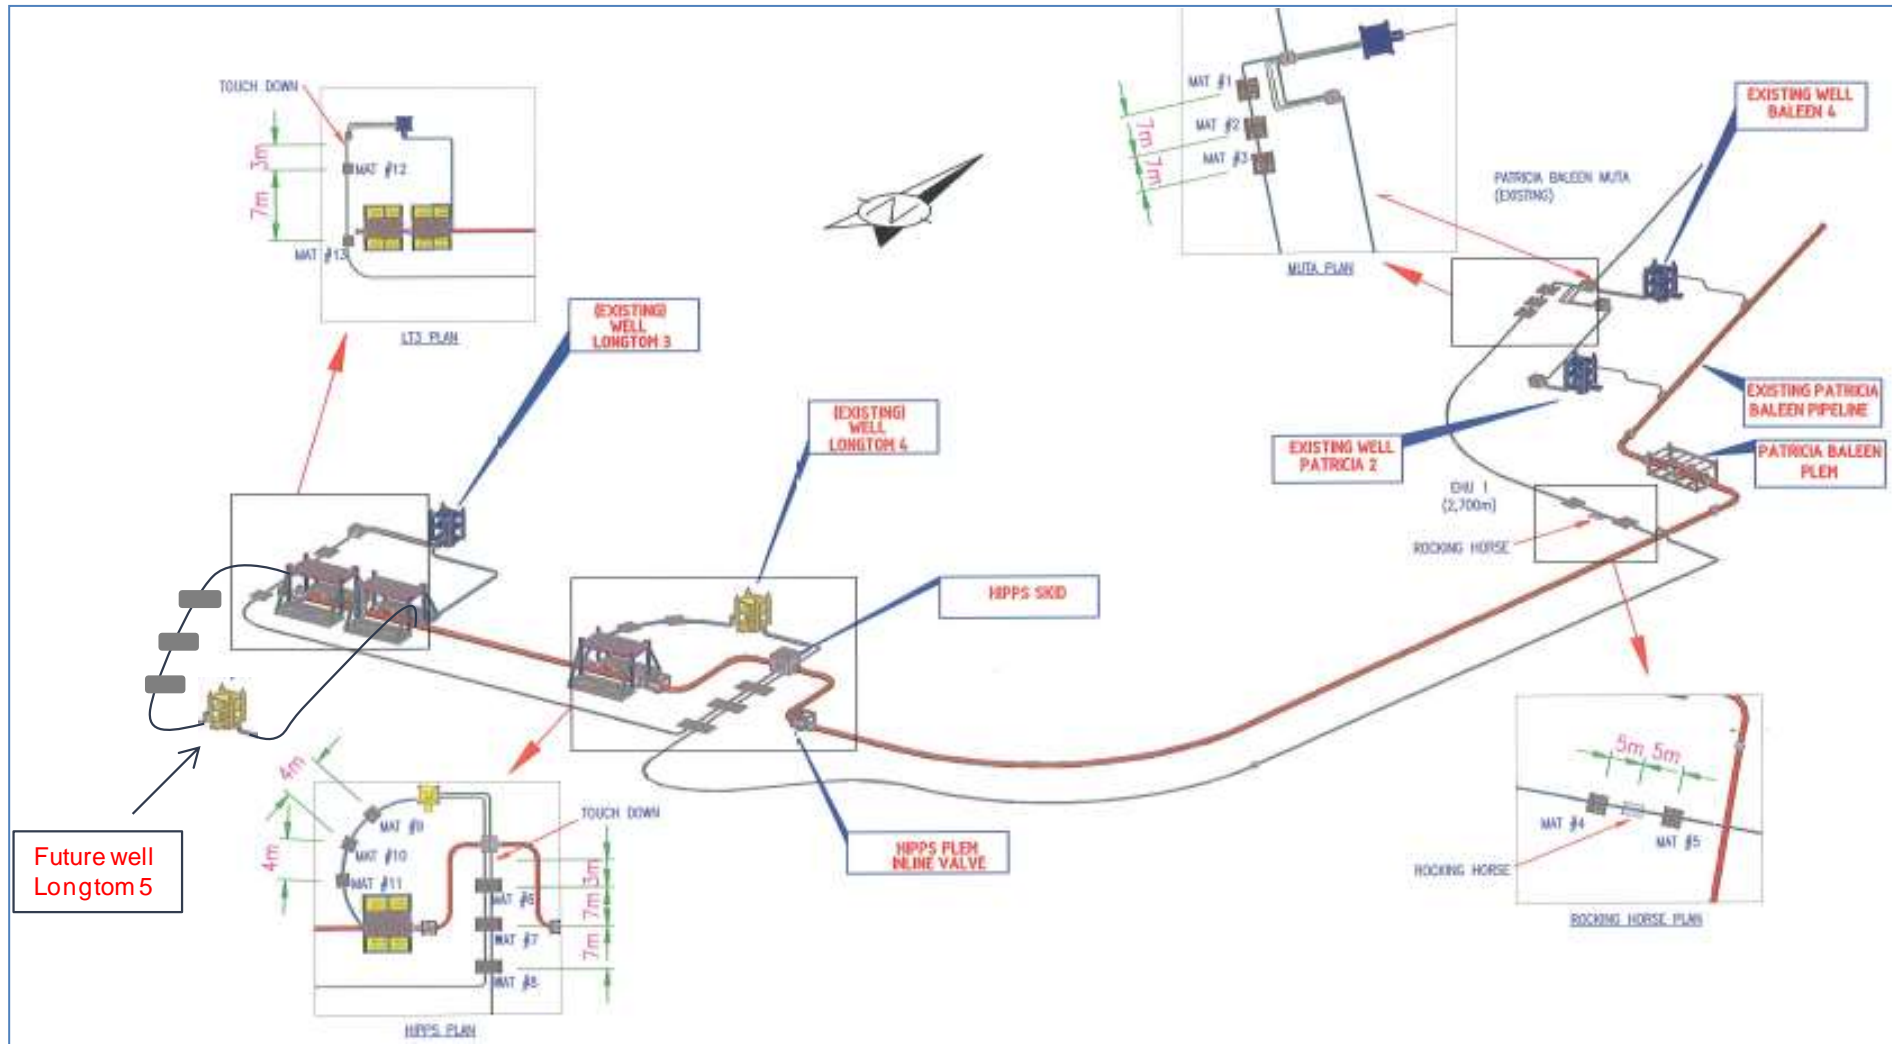 TOUCH DOWN
3m
MAT #12
7m
MAT #13
LT3 PLAN
(EXISTING)
WELL
LONGTOM 3
(EXISTING)
WELL
LONGTOM 4
N
MAT #1
MAT #2
MAT #3
7m
7m
MUTA PLAN
EXISTING WELL
BALEEN 4
PATRICIA BALEEN MUTA
(EXISTING)
EXISTING PATRICIA
BALEEN PIPELINE
EXISTING WELL
PATRICIA 2
PATRICIA BALEEN
PLEM
EHU 1
(2,700m)
ROCKING HORSE
HIPPS SKID
HIPPS PLEM
INLINE VALVE
Future well
Longtom 5
4m
4m
MAT #9
MAT #10
MAT #11
TOUCH DOWN
3m
MAT #6
7m
MAT #7
7m
MAT #8
HIPPS PLAN
5m 5m
MAT #4
MAT #5
ROCKING HORSE
ROCKING HORSE PLAN